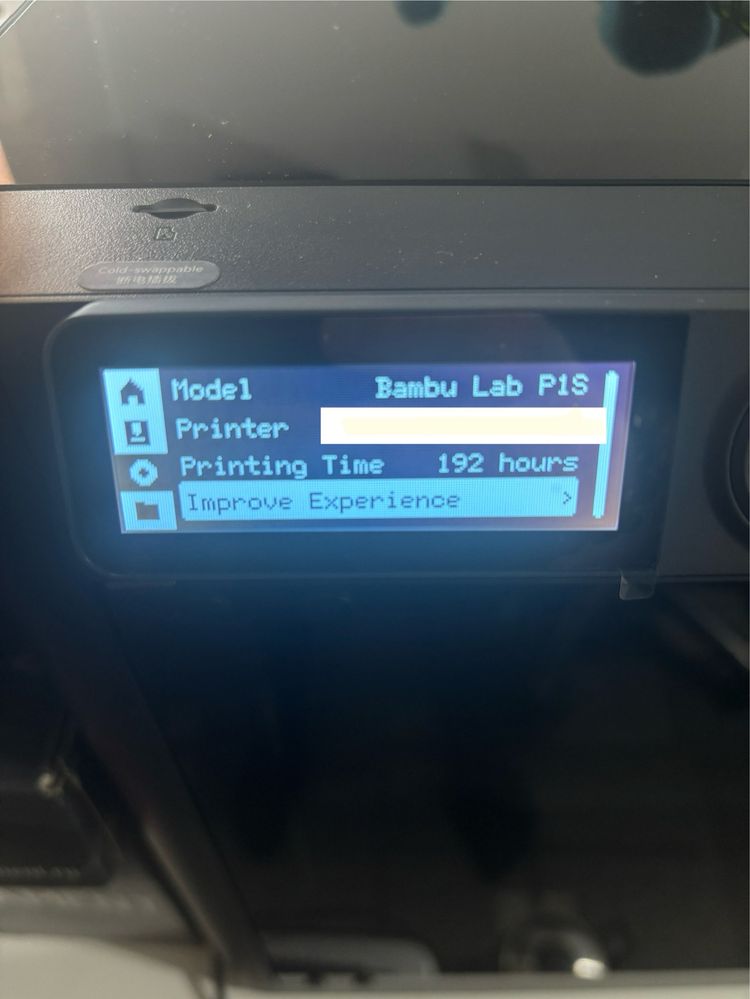 Cold-swappable
断电插拔
Model Bambu Lab P1S
Printer
Printing Time 192 hours
Improve Experience >